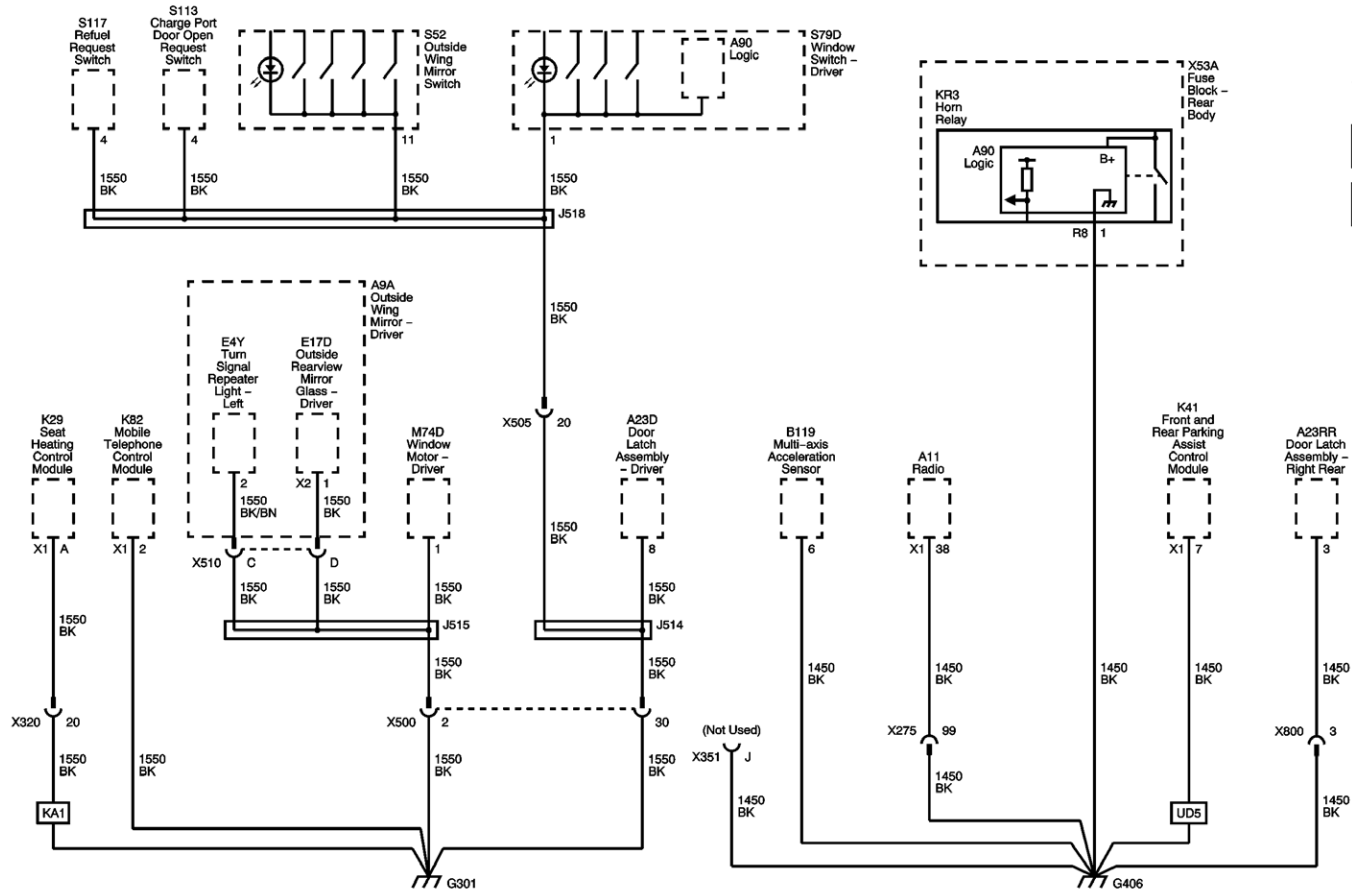 S117
Refuel
Request
Switch
S113
Charge Port
Door Open
Request
Switch
S52
Outside
Wing
Mirror
Switch
A90
Logic
S79D
Window
Switch –
Driver
X53A
Fuse
Block –
Rear
Body
KR3
Horn
Relay
A90
Logic
B+
4
4
11
1
1550
BK
1550
BK
1550
BK
1550
BK
J518
R8
1
A9A
Outside
Wing
Mirror –
Driver
1550
BK
E4Y
Turn
Signal
Repeater
Light –
Left
E17D
Outside
Rearview
Mirror
Glass –
Driver
K29
Seat
Heating
Control
Module
K82
Mobile
Telephone
Control
Module
M74D
Window
Motor –
Driver
X505
20
A23D
Door
Latch
Assembly
– Driver
B119
Multi-axis
Acceleration
Sensor
A11
Radio
K41
Front and
Rear Parking
Assist
Control
Module
A23RR
Door Latch
Assembly –
Right Rear
2
X2
1
1550
BK/BN
1550
BK
1550
BK
X1
A
X1
2
X510
C
D
1
8
6
X1
38
X1
7
3
1550
BK
1550
BK
1550
BK
1550
BK
1550
BK
J515
J514
1550
BK
1550
BK
1450
BK
1450
BK
1450
BK
1450
BK
1450
BK
X320
20
X500
2
30
(Not Used)
X351
J
X275
99
X800
3
1550
BK
1550
BK
1550
BK
1550
BK
1450
BK
1450
BK
1450
BK
KA1
UD5
G301
G406